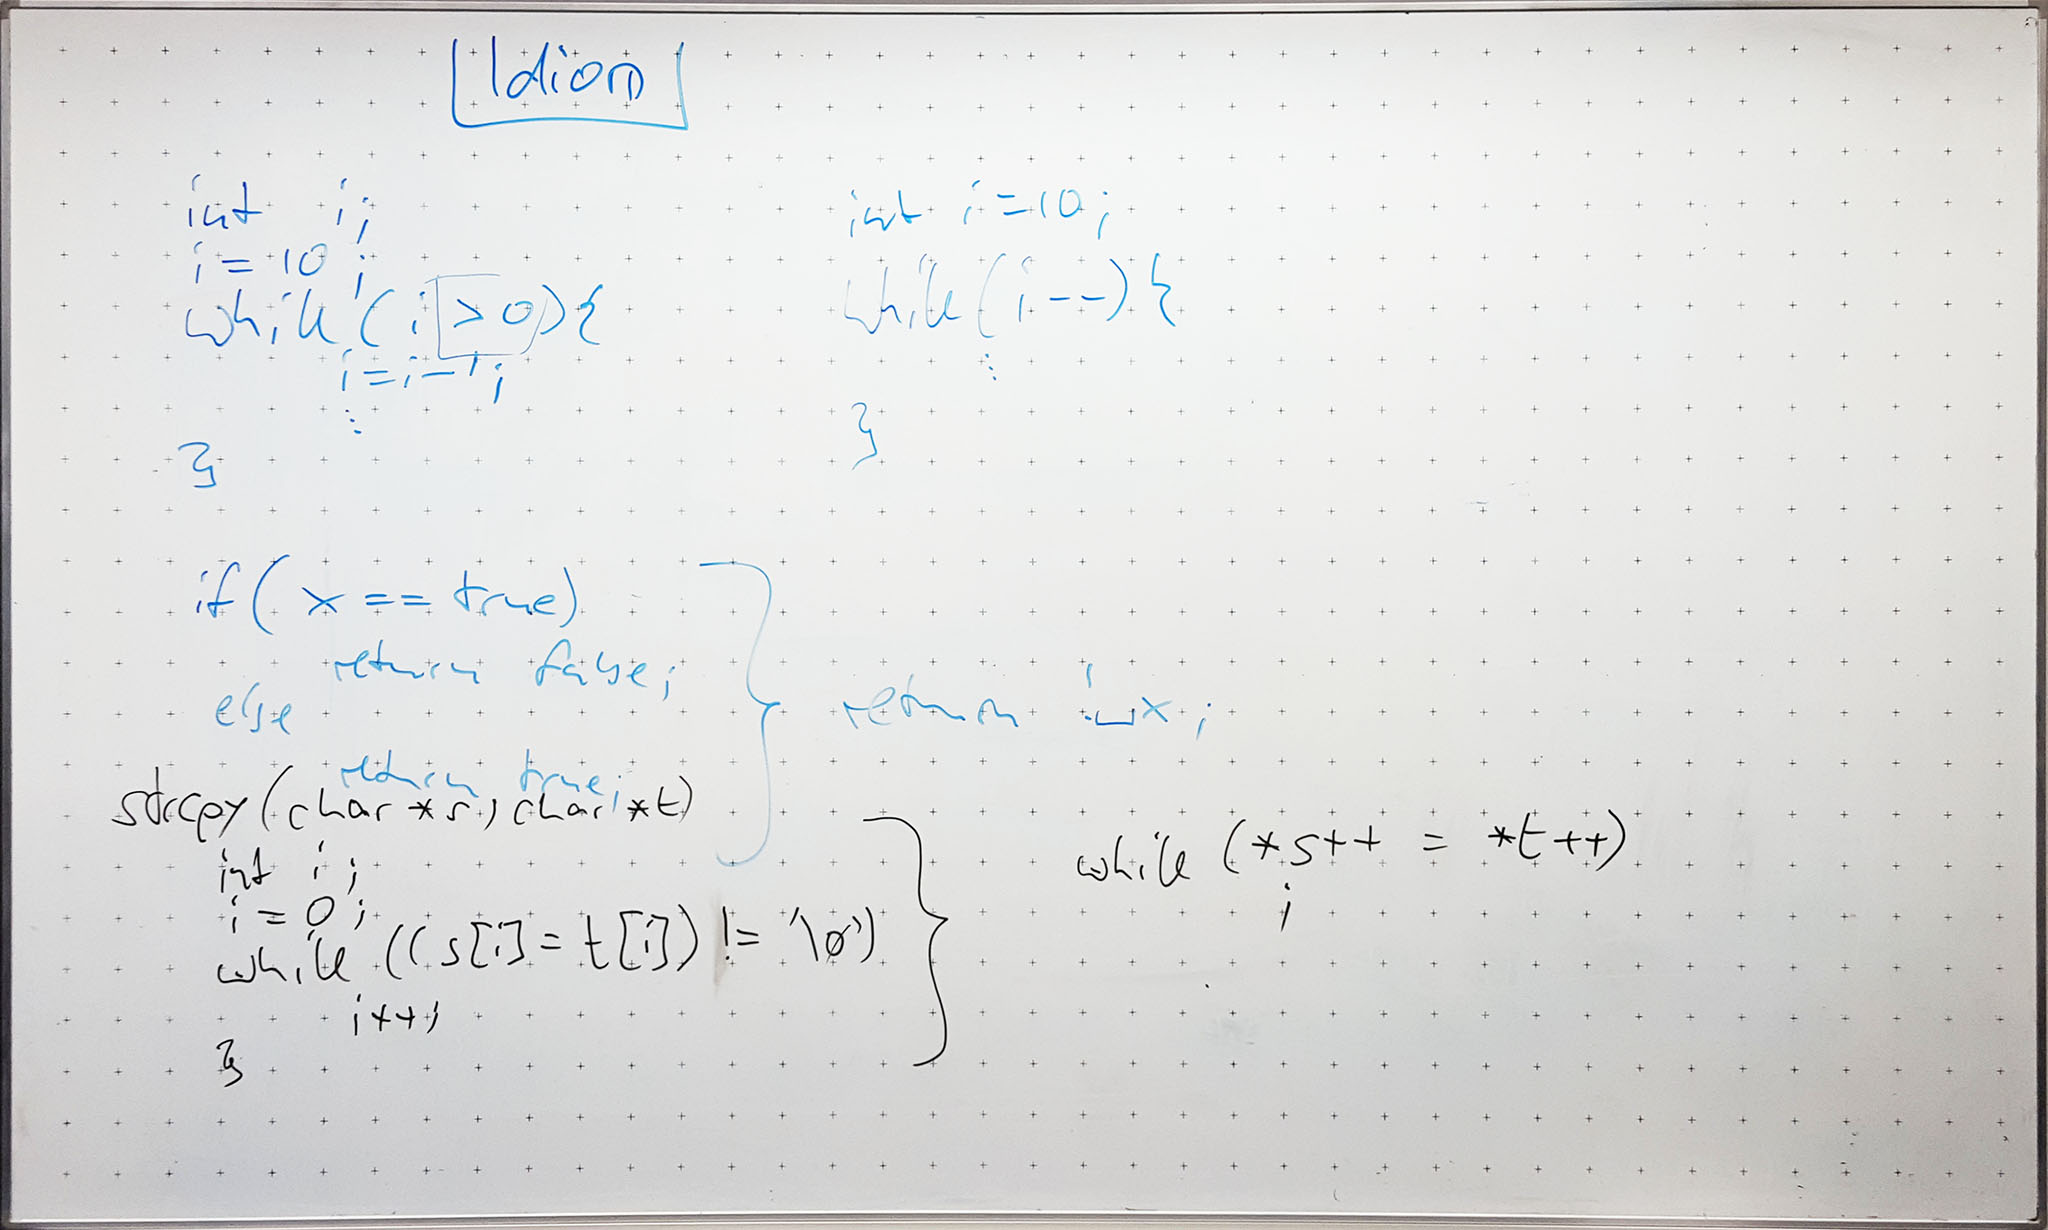 Idiom
int i;
i = 10;
while (i > 0) {
i = i - 1;
⋮
}
int i = 10;
while (i--) {
⋮
}
if (x == true)
return false;
else
return true;
return !x;
strcpy (char *s, char *t)
int i;
i = 0;
while ((s[i] = t[i]) != '\0')
i++;
}
while (*s++ = *t++)
;